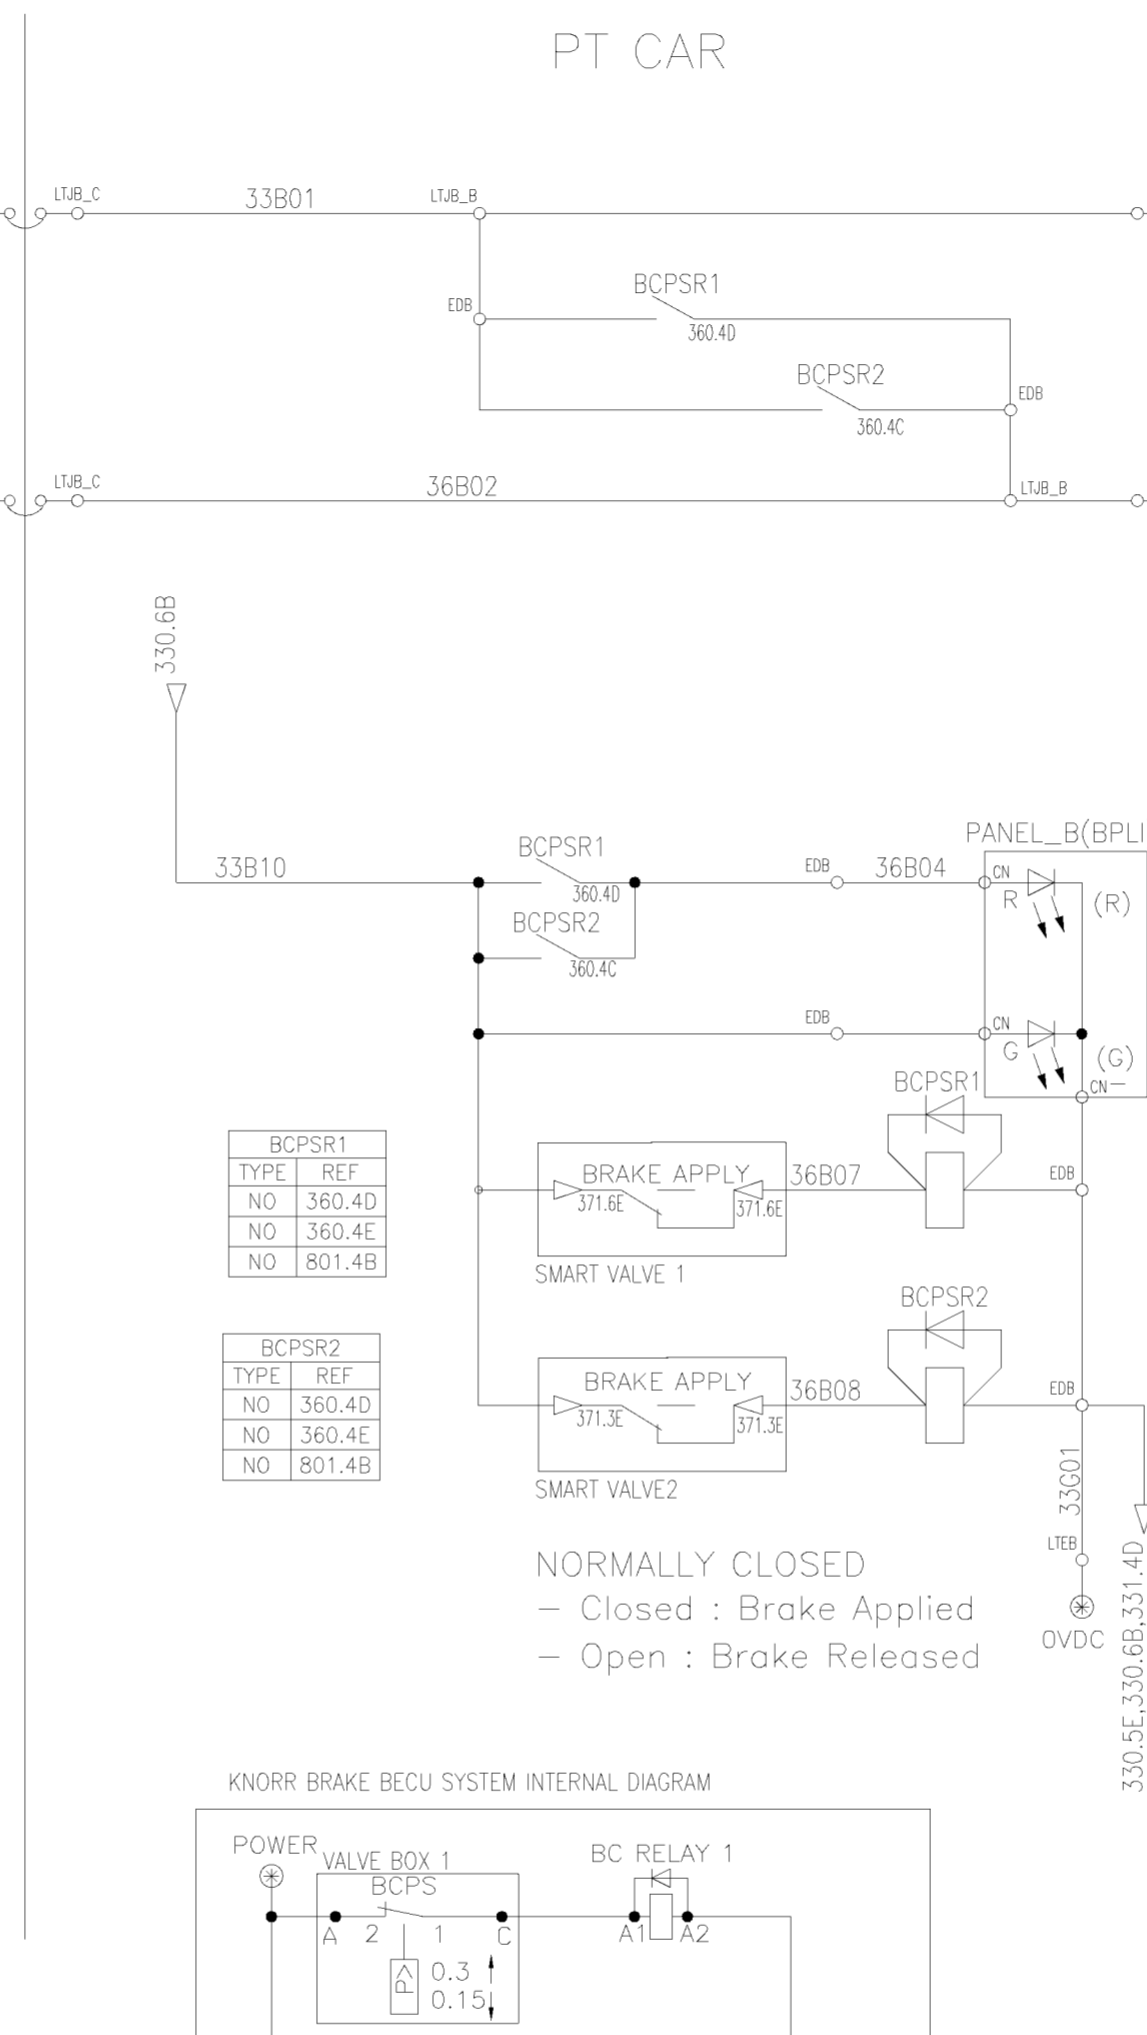 PT CAR
LTJB_C
33B01
LTJB_B
BCPSR1
EDB
360.4D
BCPSR2
EDB
360.4C
LTJB_C
36B02
LTJB_B
330.6B
PANEL_B(BPLI
BCPSR1
33B10
EDB
36B04
CN
R
(R)
360.4D
BCPSR2
360.4C
EDB
CN
G
(G)
BCPSR1
CN-
BCPSR1
TYPE REF
NO 360.4D
NO 360.4E
NO 801.4B
BRAKE APPLY
36B07
EDB
371.6E
371.6E
SMART VALVE 1
BCPSR2
BCPSR2
TYPE REF
NO 360.4D
NO 360.4E
NO 801.4B
BRAKE APPLY
36B08
EDB
371.3E
371.3E
SMART VALVE2
33G01
LTEB
0VDC
330.5E,330.6B,331.4D
NORMALLY CLOSED
- Closed : Brake Applied
- Open : Brake Released
KNORR BRAKE BECU SYSTEM INTERNAL DIAGRAM
POWER
VALVE BOX 1
BC RELAY 1
BCPS
A 2 1 C
A1 A2
P>
0.3
0.15